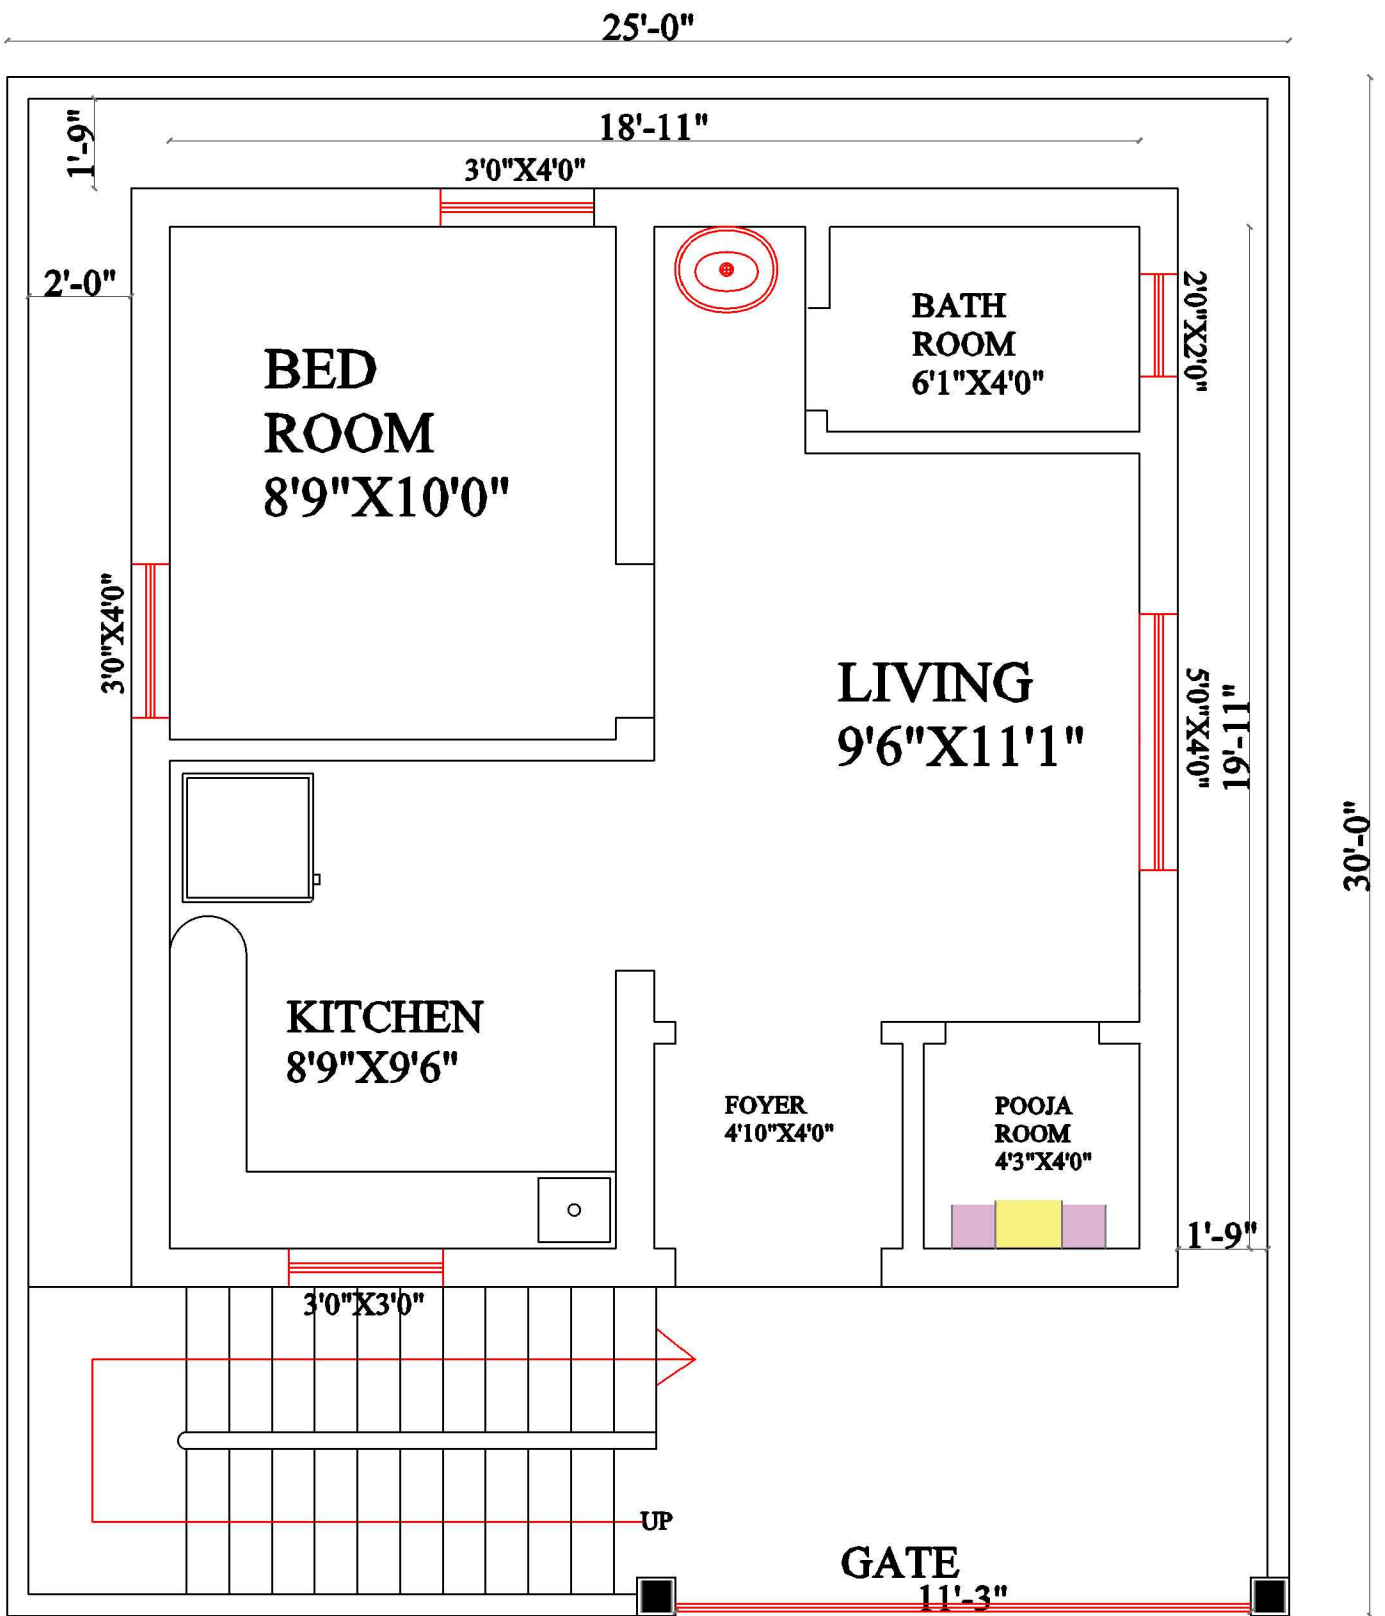 25'-0"
1'-9"
18'-11"
3'0"X4'0"
2'-0"
BED
ROOM
8'9"X10'0"
BATH
ROOM
6'1"X4'0"
2'0"X2'0"
3'0"X4'0"
LIVING
9'6"X11'1"
5'0"X4'0"
19'-11"
30'-0"
KITCHEN
8'9"X9'6"
FOYER
4'10"X4'0"
POOJA
ROOM
4'3"X4'0"
1'-9"
3'0"X3'0"
UP
GATE
11'-3"